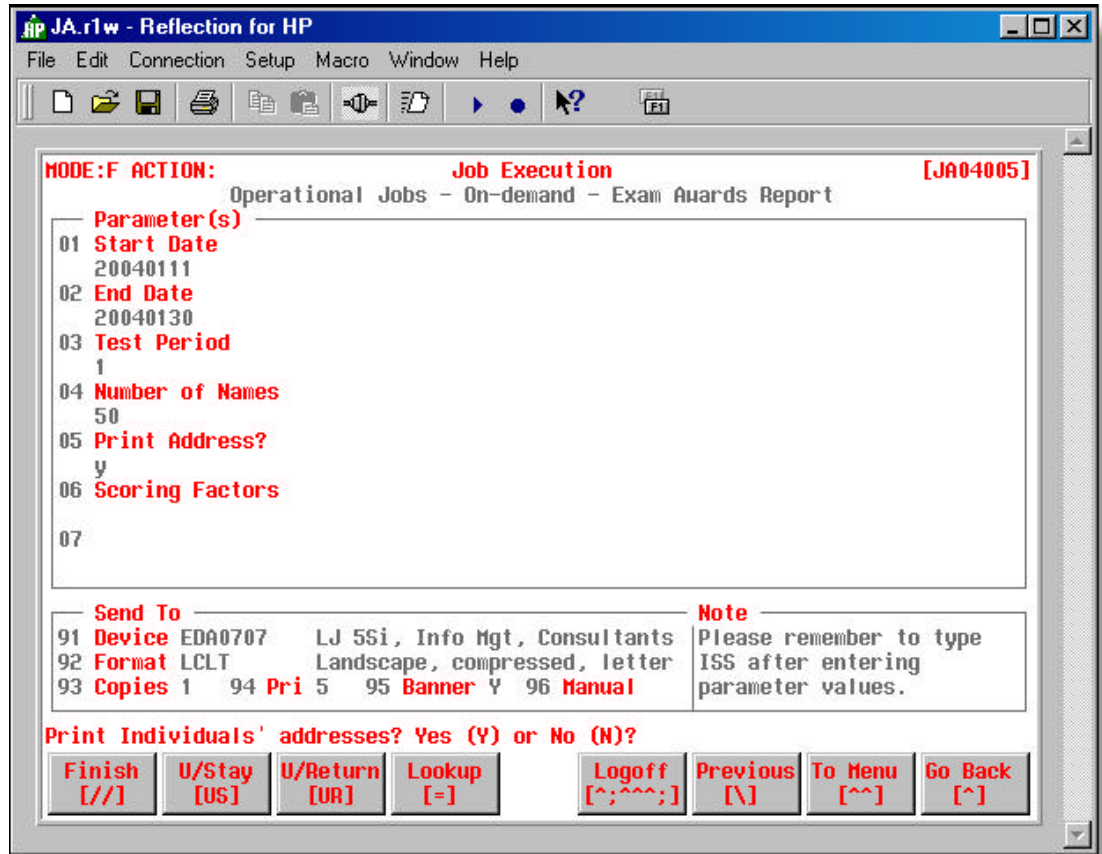 JA.r1w - Reflection for HP
File Edit Connection Setup Macro Window Help
MODE:F ACTION: Job Execution [JA04005]
Operational Jobs - On-demand - Exam Awards Report
Parameter(s)
01 Start Date
20040111
02 End Date
20040130
03 Test Period
1
04 Number of Names
50
05 Print Address?
y
06 Scoring Factors
07
Send To Note
91 Device EDA0707 LJ 5Si, Info Mgt, Consultants Please remember to type
92 Format LCLT Landscape, compressed, letter ISS after entering
93 Copies 1 94 Pri 5 95 Banner Y 96 Manual parameter values.
Print Individuals' addresses? Yes (Y) or No (N)?
Finish U/Stay U/Return Lookup Logoff Previous To Menu Go Back
[//] [US] [UR] [=] [^;^^^;] [\] [^^] [^]